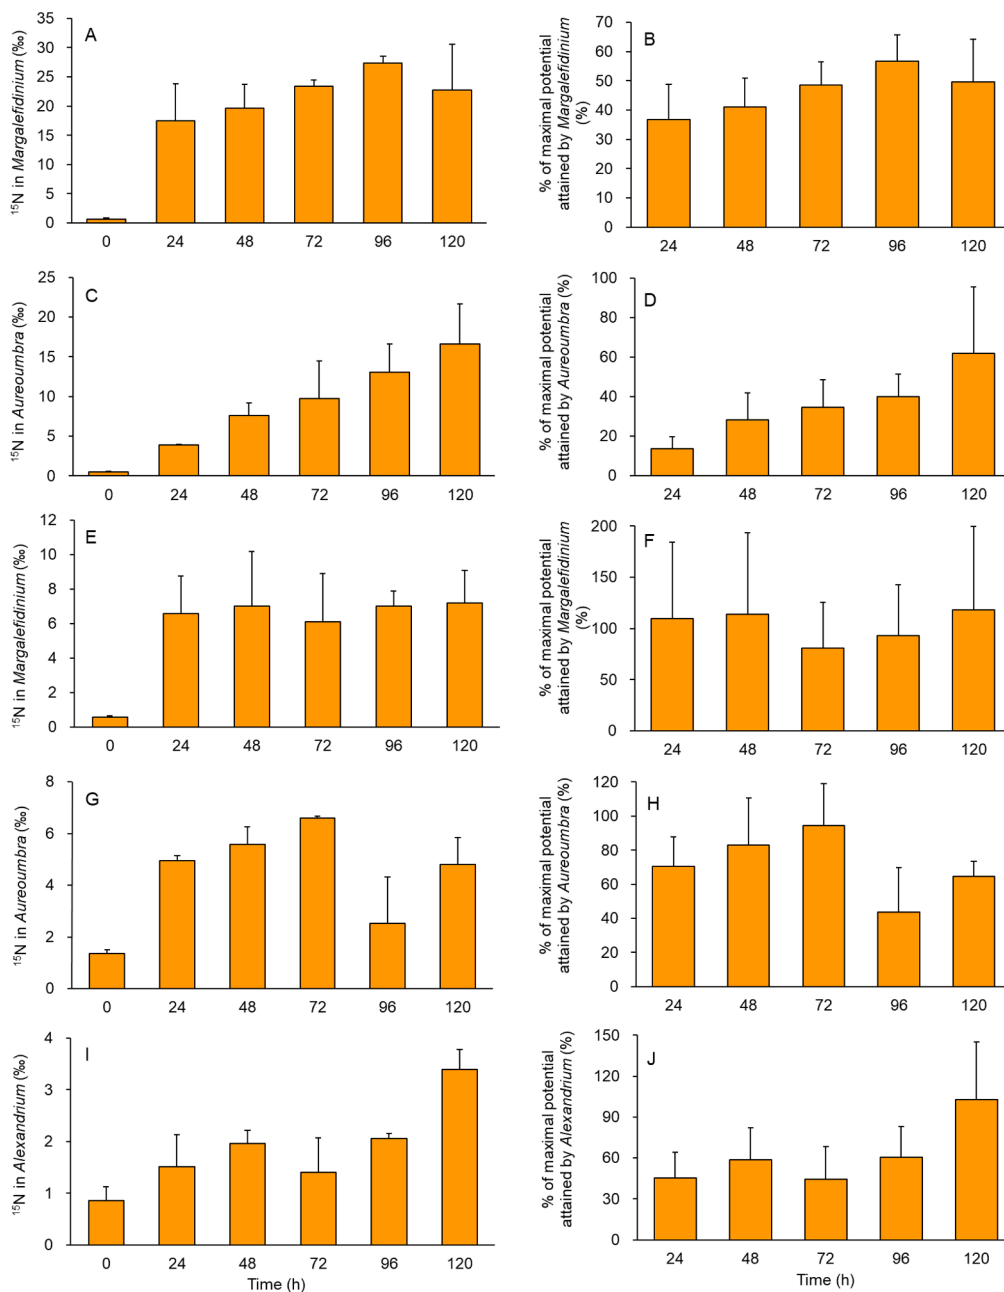 A
¹⁵N in Margalefidinium (‰)
35
30
25
20
15
10
5
0
0 24 48 72 96 120
B
% of maximal potential
attained by Margalefidinium
(%)
70
60
50
40
30
20
10
0
24 48 72 96 120
C
¹⁵N in Aureoumbra (‰)
25
20
15
10
5
0
0 24 48 72 96 120
D
% of maximal potential
attained by Aureoumbra (%)
100
80
60
40
20
0
24 48 72 96 120
E
¹⁵N in Margalefidinium (‰)
12
10
8
6
4
2
0
0 24 48 72 96 120
F
% of maximal potential
attained by Margalefidinium
(%)
200
150
100
50
0
24 48 72 96 120
G
¹⁵N in Aureoumbra (‰)
8
6
4
2
0
0 24 48 72 96 120
H
% of maximal potential
attained by Aureoumbra (%)
120
100
80
60
40
20
0
24 48 72 96 120
I
¹⁵N in Alexandrium (‰)
4
3
2
1
0
0 24 48 72 96 120
Time (h)
J
% of maximal potential
attained by Alexandrium (%)
150
120
90
60
30
0
24 48 72 96 120
Time (h)